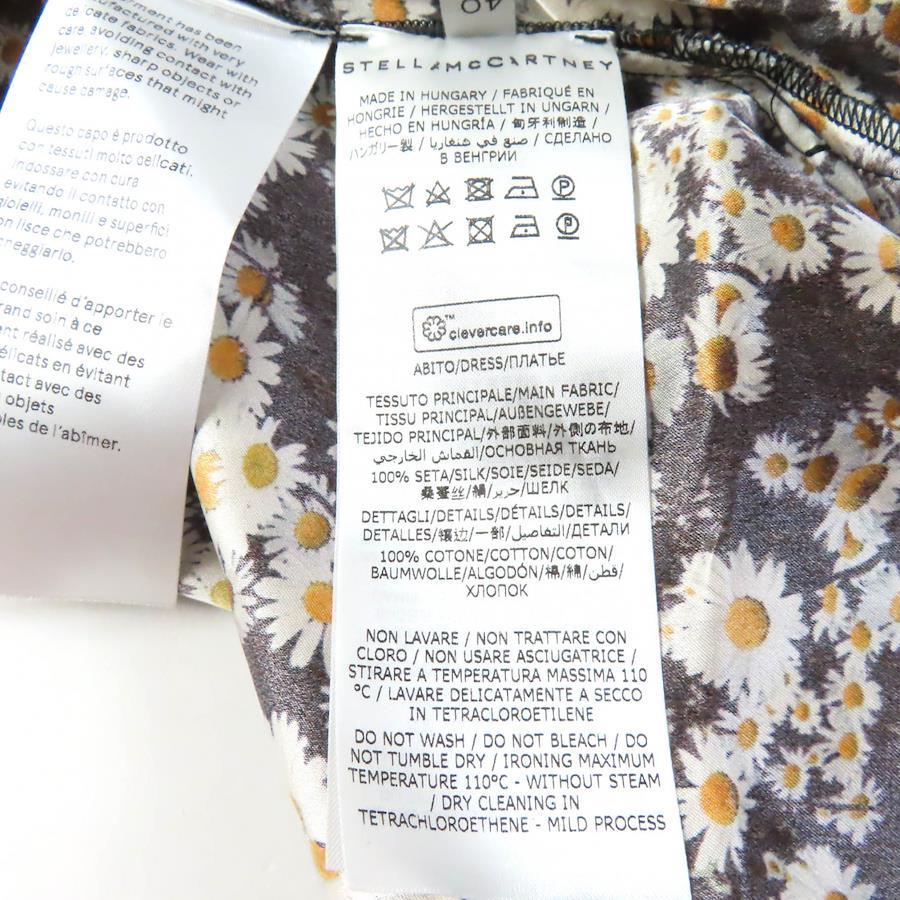 garment has been
manufactured with very
cate fabrics. Wear with
care, avoiding contact with
jewellery, sharp objects or
rough surfaces that might
cause damage.
Questo capo è prodotto
con tessuti molto delicati.
Indossare con cura
evitando il contatto con
gioielli, monili e superfici
on lisce che potrebbero
cheggiarlo.
conseillé d'apporter le
rand soin à ce
ent réalisé avec des
élicats en évitant
tact avec des
objets
les de l'abîmer.
40
STELLA McCARTNEY
MADE IN HUNGARY / FABRIQUÉ EN
HONGRIE / HERGESTELLT IN UNGARN /
HECHO EN HUNGRÍA / 匈牙利制造 /
ハンガリー製 / صنع في هنغاريا / СДЕЛАНО
В ВЕНГРИИ
P
P
clevercare.info
™
ABITO/DRESS/ПЛАТЬЕ
TESSUTO PRINCIPALE/MAIN FABRIC/
TISSU PRINCIPAL/AUßENGEWEBE/
TEJIDO PRINCIPAL/外部面料/外側の布地/
القماش الخارجي/ОСНОВНАЯ ТКАНЬ
100% SETA/SILK/SOIE/SEIDE/SEDA/
桑蚕丝/絹/حرير/ШЕЛК
DETTAGLI/DETAILS/DÉTAILS/DETAILS/
DETALLES/镶边/一部/التفاصيل/ДЕТАЛИ
100% COTONE/COTTON/COTON/
BAUMWOLLE/ALGODÓN/棉/綿/قطن/
ХЛОПОК
NON LAVARE / NON TRATTARE CON
CLORO / NON USARE ASCIUGATRICE /
STIRARE A TEMPERATURA MASSIMA 110
°C / LAVARE DELICATAMENTE A SECCO
IN TETRACLOROETILENE
DO NOT WASH / DO NOT BLEACH / DO
NOT TUMBLE DRY / IRONING MAXIMUM
TEMPERATURE 110°C - WITHOUT STEAM
/ DRY CLEANING IN
TETRACHLOROETHENE - MILD PROCESS